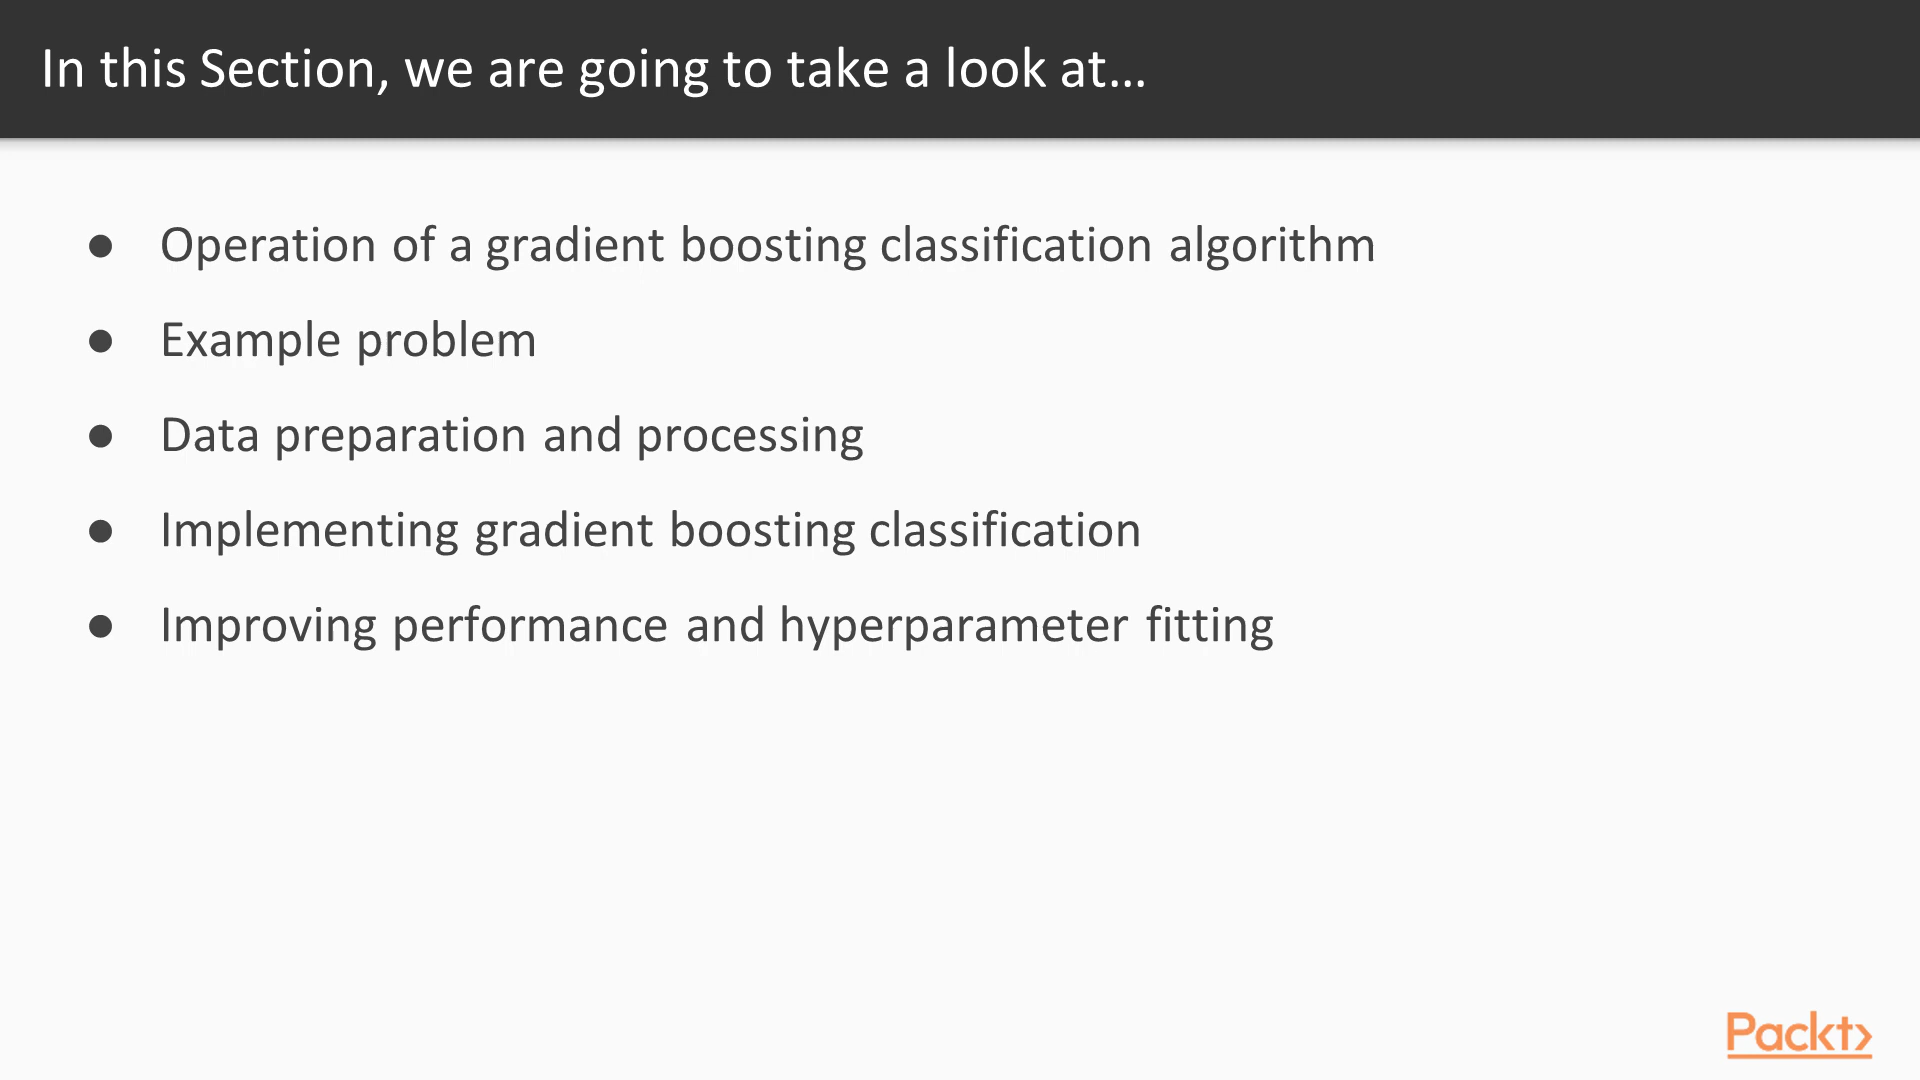 In this Section, we are going to take a look at...
● Operation of a gradient boosting classification algorithm
● Example problem
● Data preparation and processing
● Implementing gradient boosting classification
● Improving performance and hyperparameter fitting
Packt>